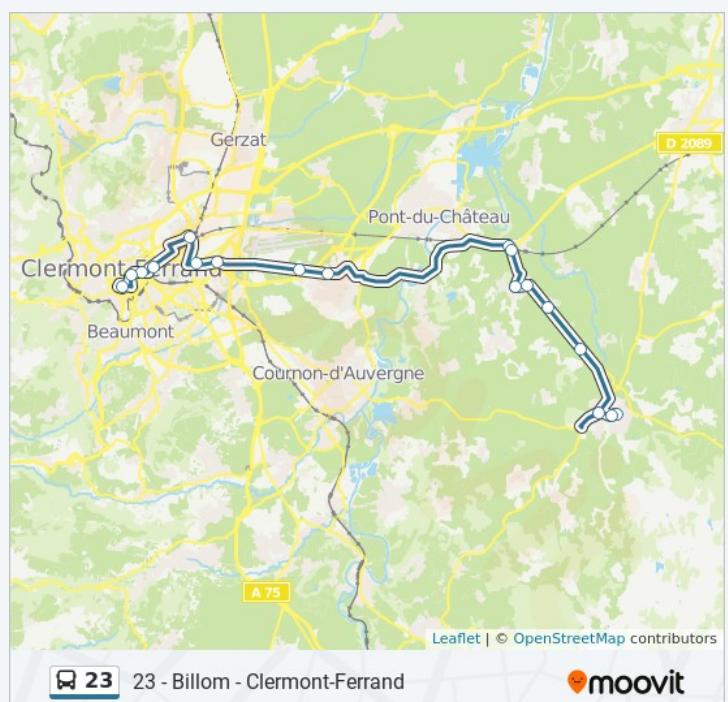 Gerzat
D 2089
Pont-du-Château
Clermont-Ferrand
Beaumont
Cournon-d'Auvergne
A 75
Leaflet | © OpenStreetMap contributors
23 23 - Billom - Clermont-Ferrand moovit